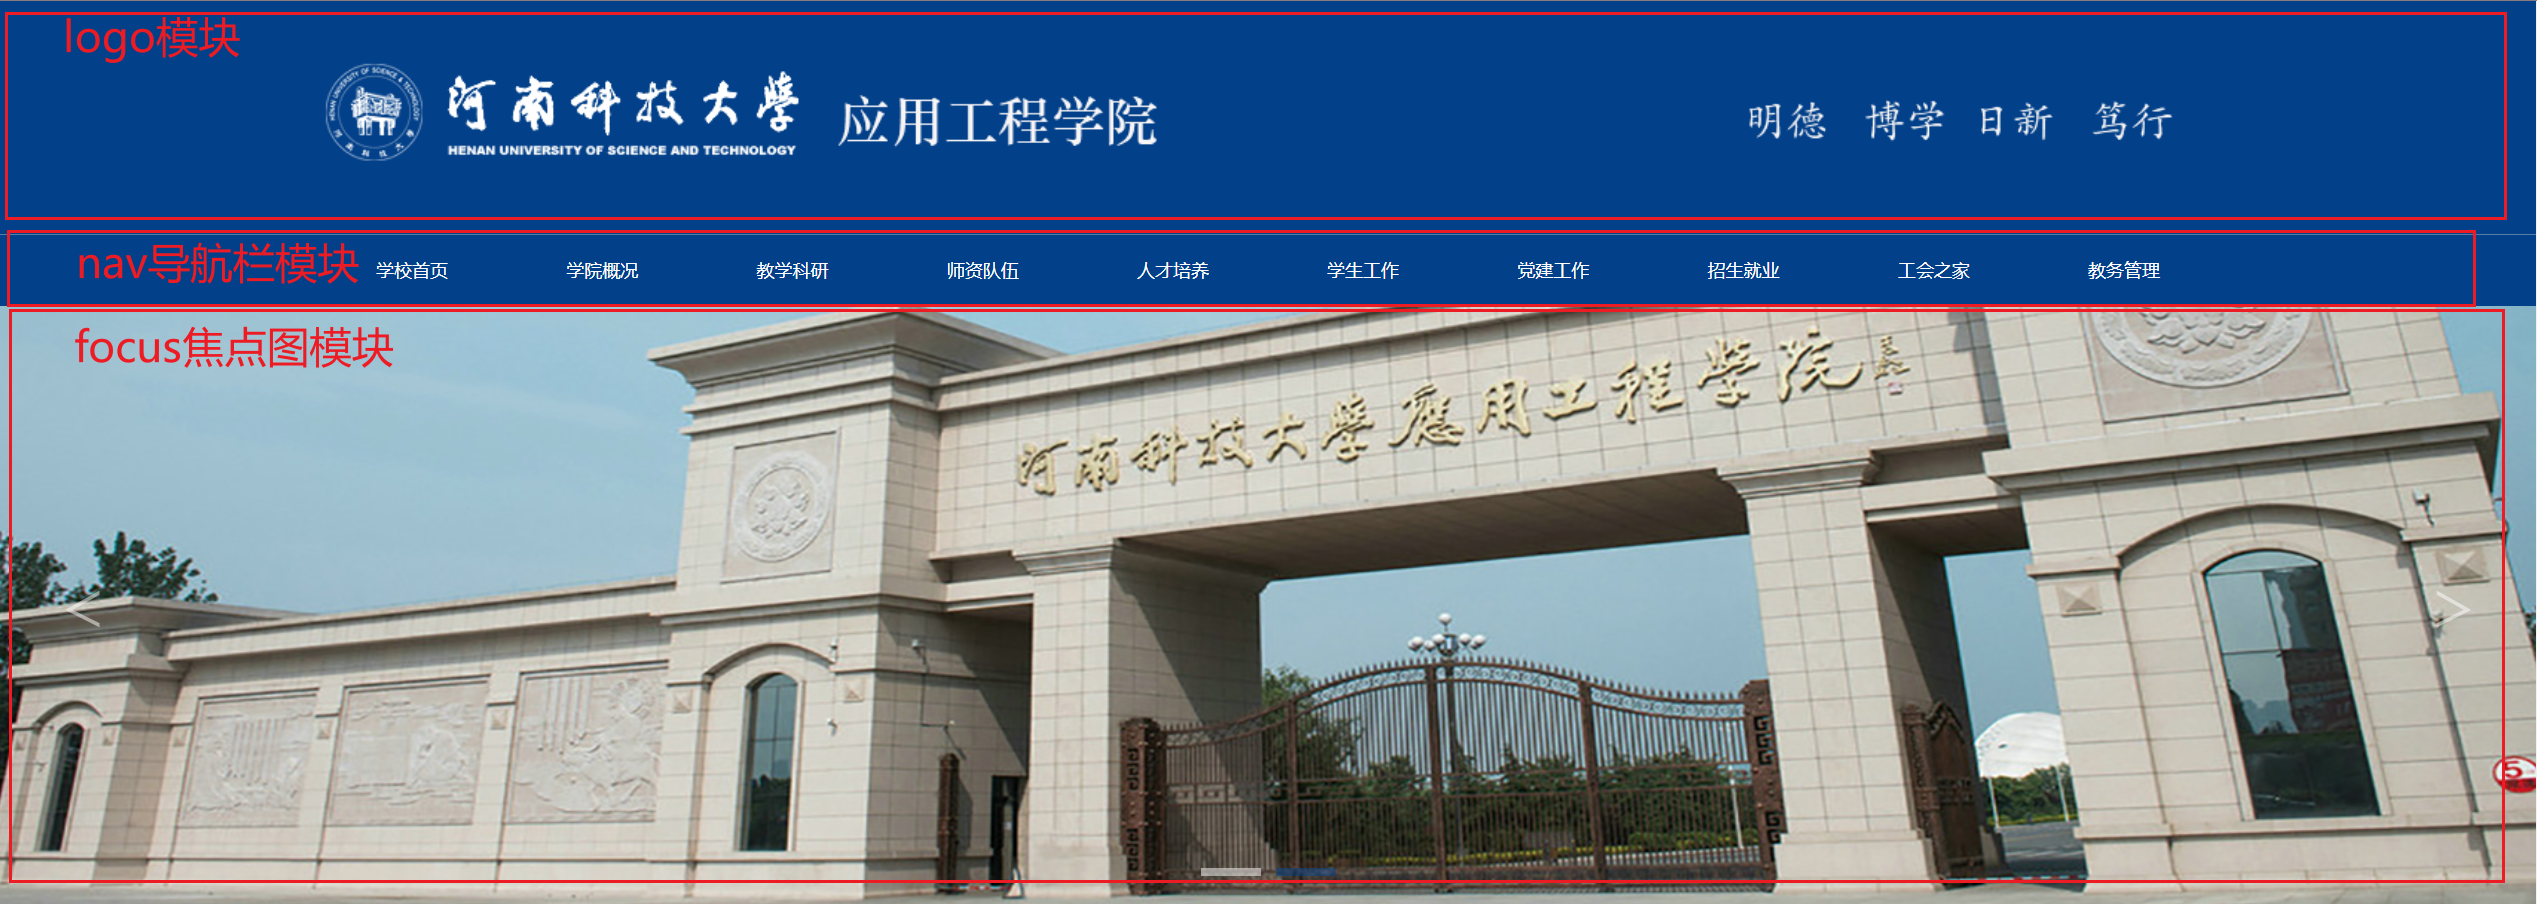 logo模块
河南科技大学
HENAN UNIVERSITY OF SCIENCE AND TECHNOLOGY
应用工程学院
明德 博学 日新 笃行
nav导航栏模块
学校首页 学院概况 教学科研 师资队伍 人才培养 学生工作 党建工作 招生就业 工会之家 教务管理
focus焦点图模块
河南科技大學應用工程学院